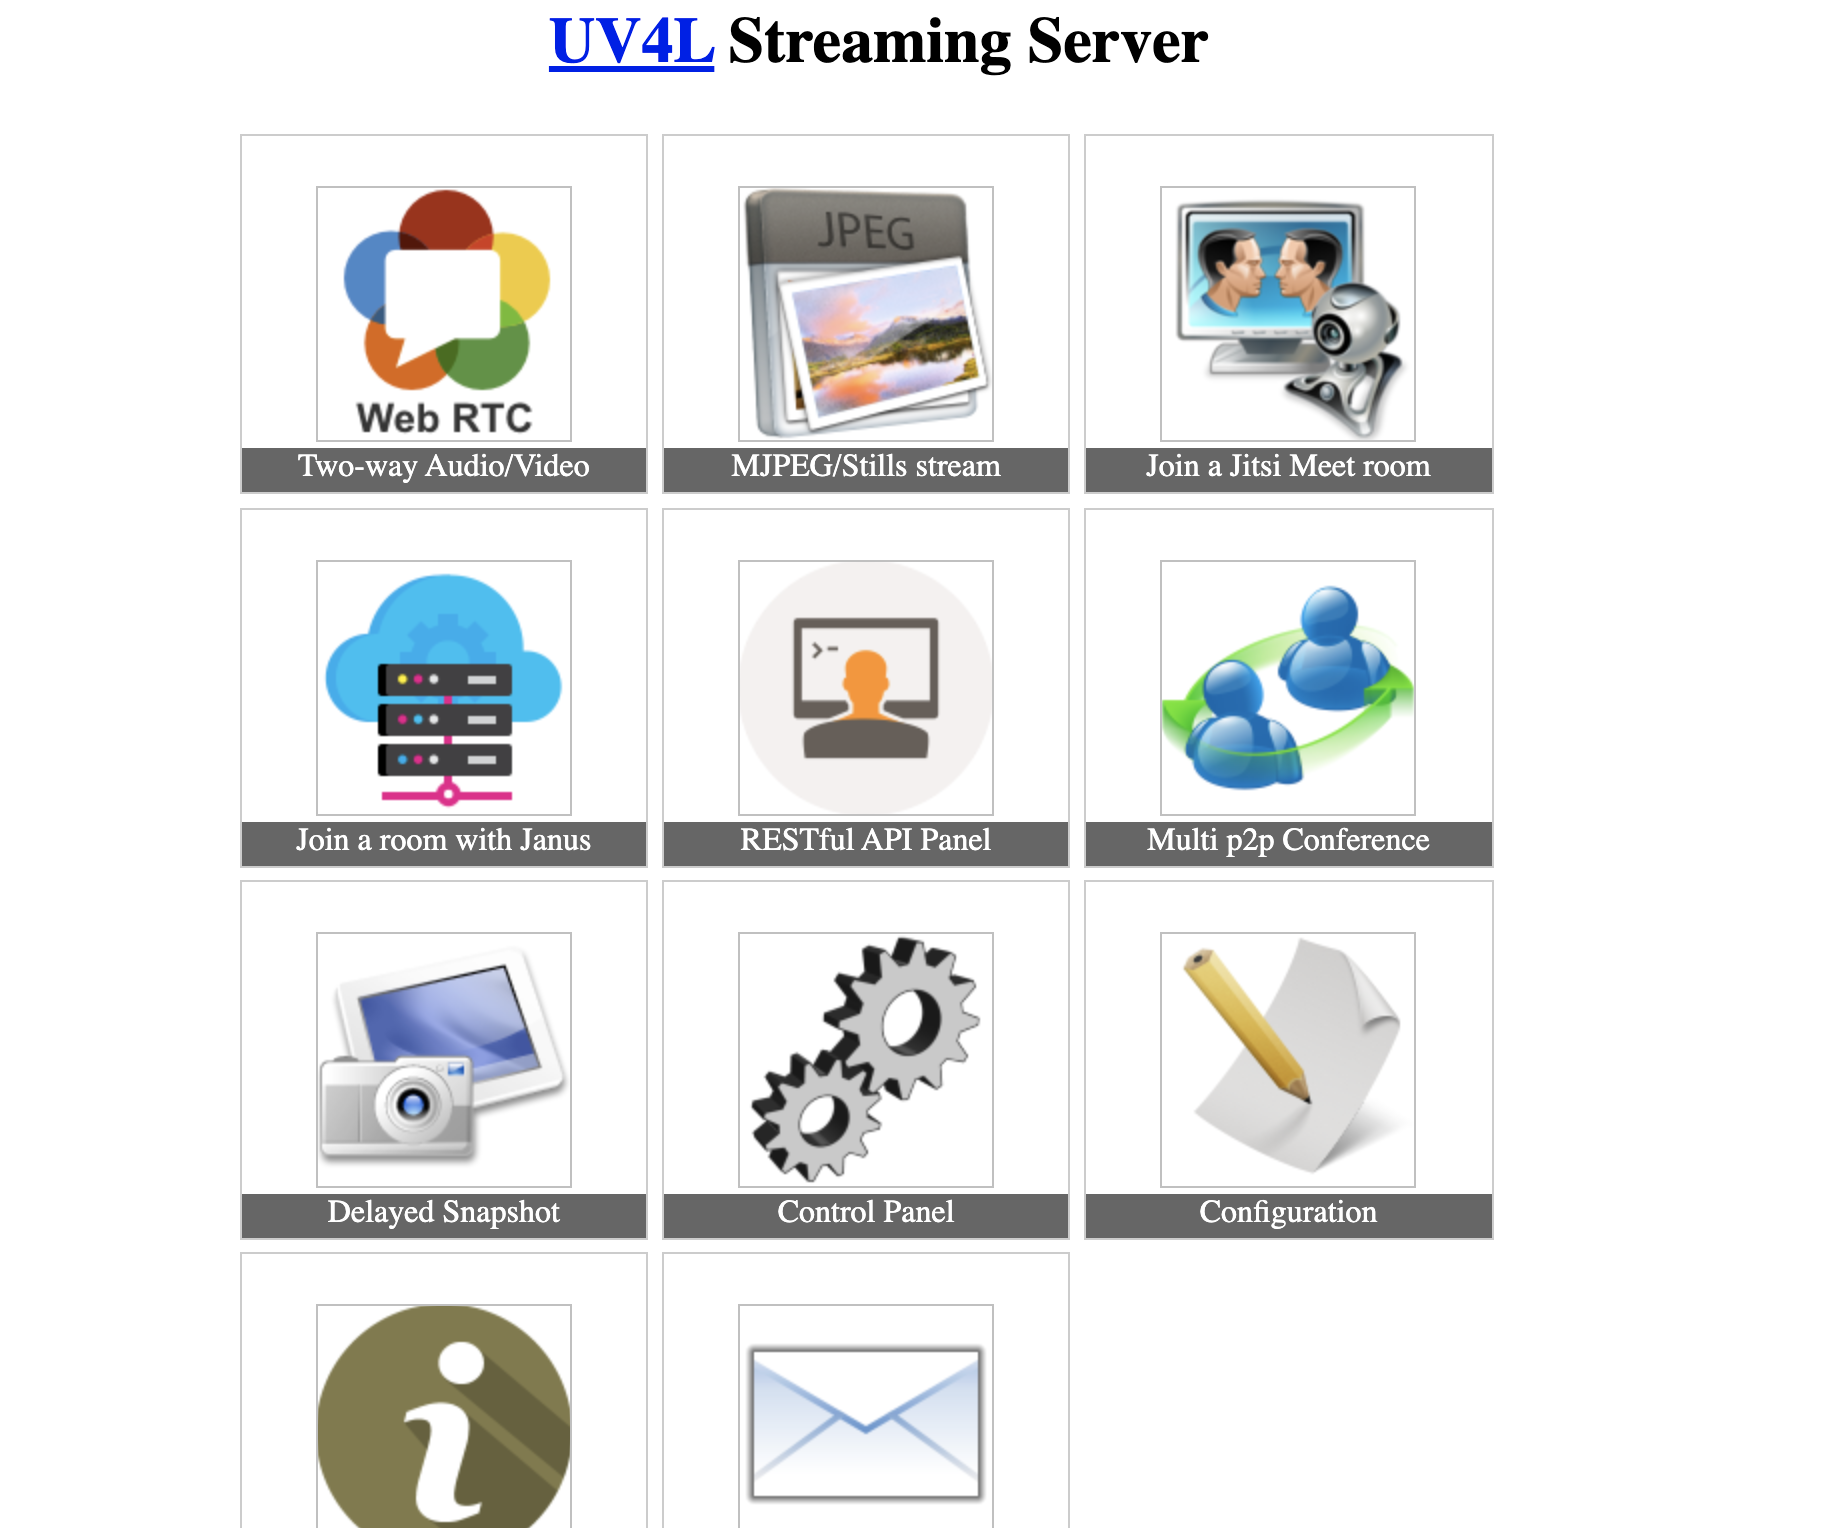 UV4L Streaming Server
JPEG
Web RTC
Two-way Audio/Video
MJPEG/Stills stream
Join a Jitsi Meet room
>-
Join a room with Janus
RESTful API Panel
Multi p2p Conference
Delayed Snapshot
Control Panel
Configuration
i